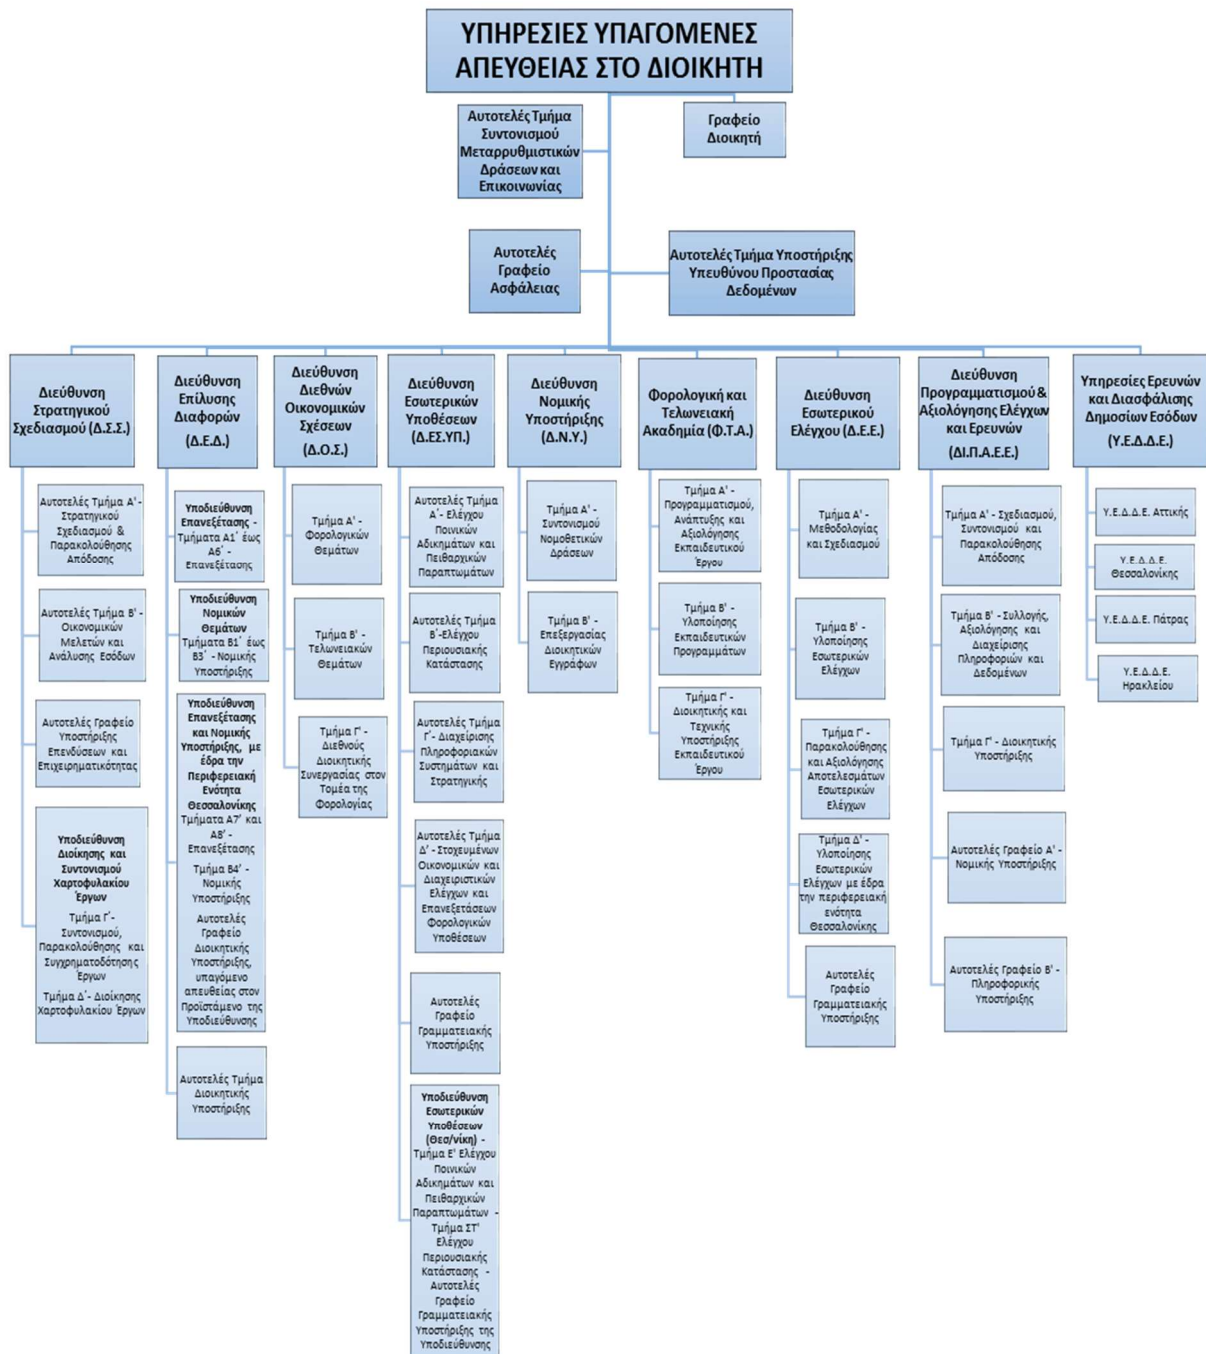 ΥΠΗΡΕΣΙΕΣ ΥΠΑΓΟΜΕΝΕΣ
ΑΠΕΥΘΕΙΑΣ ΣΤΟ ΔΙΟΙΚΗΤΗ
Αυτοτελές Τμήμα
Συντονισμού
Μεταρρυθμιστικών
Δράσεων και
Επικοινωνίας
Γραφείο
Διοικητή
Αυτοτελές
Γραφείο
Ασφάλειας
Αυτοτελές Τμήμα Υποστήριξης
Υπευθύνου Προστασίας
Δεδομένων
Διεύθυνση
Στρατηγικού
Σχεδιασμού (Δ.Σ.Σ.)
Αυτοτελές Τμήμα Α' -
Στρατηγικού
Σχεδιασμού &
Παρακολούθησης
Απόδοσης
Αυτοτελές Τμήμα Β' -
Οικονομικών
Μελετών και
Ανάλυσης Εσόδων
Αυτοτελές Γραφείο
Υποστήριξης
Επενδύσεων και
Επιχειρηματικότητας
Υποδιεύθυνση
Διοίκησης και
Συντονισμού
Χαρτοφυλακίου
Έργων
Τμήμα Γ΄-
Συντονισμού,
Παρακολούθησης και
Συγχρηματοδότησης
Έργων
Τμήμα Δ΄- Διοίκησης
Χαρτοφυλακίου Έργων
Διεύθυνση
Επίλυσης
Διαφορών
(Δ.Ε.Δ.)
Υποδιεύθυνση
Επανεξέτασης -
Τμήματα Α1΄ έως
Α6΄ -
Επανεξέτασης
Υποδιεύθυνση
Νομικών
Θεμάτων
Τμήματα Β1΄ έως
Β3΄ - Νομικής
Υποστήριξης
Υποδιεύθυνση
Επανεξέτασης
και Νομικής
Υποστήριξης, με
έδρα την
Περιφερειακή
Ενότητα
Θεσσαλονίκης
Τμήματα Α7' και
Α8' -
Επανεξέτασης
Τμήμα Β4' -
Νομικής
Υποστήριξης
Αυτοτελές
Γραφείο
Διοικητικής
Υποστήριξης,
υπαγόμενο
απευθείας στον
Προϊστάμενο της
Υποδιεύθυνσης
Αυτοτελές Τμήμα
Διοικητικής
Υποστήριξης
Διεύθυνση
Διεθνών
Οικονομικών
Σχέσεων
(Δ.Ο.Σ.)
Τμήμα Α' -
Φορολογικών
Θεμάτων
Τμήμα Β' -
Τελωνειακών
Θεμάτων
Τμήμα Γ' -
Διεθνούς
Διοικητικής
Συνεργασίας στον
Τομέα της
Φορολογίας
Διεύθυνση
Εσωτερικών
Υποθέσεων
(Δ.ΕΣ.ΥΠ.)
Αυτοτελές Τμήμα
Α΄- Ελέγχου
Ποινικών
Αδικημάτων και
Πειθαρχικών
Παραπτωμάτων
Αυτοτελές Τμήμα
Β΄-Ελέγχου
Περιουσιακής
Κατάστασης
Αυτοτελές Τμήμα
Γ΄- Διαχείρισης
Πληροφοριακών
Συστημάτων και
Στρατηγικής
Αυτοτελές Τμήμα
Δ' - Στοχευμένων
Οικονομικών και
Διαχειριστικών
Ελέγχων και
Επανεξετάσεων
Φορολογικών
Υποθέσεων
Αυτοτελές
Γραφείο
Γραμματειακής
Υποστήριξης
Υποδιεύθυνση
Εσωτερικών
Υποθέσεων
(Θεσ/νίκη) -
Τμήμα Ε' Ελέγχου
Ποινικών
Αδικημάτων και
Πειθαρχικών
Παραπτωμάτων -
Τμήμα ΣΤ'
Ελέγχου
Περιουσιακής
Κατάστασης -
Αυτοτελές
Γραφείο
Γραμματειακής
Υποστήριξης της
Υποδιεύθυνσης
Διεύθυνση
Νομικής
Υποστήριξης
(Δ.Ν.Υ.)
Τμήμα Α' -
Συντονισμού
Νομοθετικών
Δράσεων
Τμήμα Β' -
Επεξεργασίας
Διοικητικών
Εγγράφων
Φορολογική και
Τελωνειακή
Ακαδημία (Φ.Τ.Α.)
Τμήμα Α' -
Προγραμματισμού,
Ανάπτυξης και
Αξιολόγησης
Εκπαιδευτικού
Έργου
Τμήμα Β' -
Υλοποίησης
Εκπαιδευτικών
Προγραμμάτων
Τμήμα Γ' -
Διοικητικής και
Τεχνικής
Υποστήριξης
Εκπαιδευτικού
Έργου
Διεύθυνση
Εσωτερικού
Ελέγχου (Δ.Ε.Ε.)
Τμήμα Α' -
Μεθοδολογίας
και Σχεδιασμού
Τμήμα Β' -
Υλοποίησης
Εσωτερικών
Ελέγχων
Τμήμα Γ' -
Παρακολούθησης
και Αξιολόγησης
Αποτελεσμάτων
Εσωτερικών
Ελέγχων
Τμήμα Δ' -
Υλοποίησης
Εσωτερικών
Ελέγχων με έδρα
την περιφερειακή
ενότητα
Θεσσαλονίκης
Αυτοτελές
Γραφείο
Γραμματειακής
Υποστήριξης
Διεύθυνση
Προγραμματισμού &
Αξιολόγησης Ελέγχων
και Ερευνών
(ΔΙ.Π.Α.Ε.Ε.)
Τμήμα Α' - Σχεδιασμού,
Συντονισμού και
Παρακολούθησης
Απόδοσης
Τμήμα Β' - Συλλογής,
Αξιολόγησης και
Διαχείρισης
Πληροφοριών και
Δεδομένων
Τμήμα Γ' - Διοικητικής
Υποστήριξης
Αυτοτελές Γραφείο Α' -
Νομικής Υποστήριξης
Αυτοτελές Γραφείο Β' -
Πληροφορικής
Υποστήριξης
Υπηρεσίες Ερευνών
και Διασφάλισης
Δημοσίων Εσόδων
(Υ.Ε.Δ.Δ.Ε.)
Υ.Ε.Δ.Δ.Ε. Αττικής
Υ.Ε.Δ.Δ.Ε.
Θεσσαλονίκης
Υ.Ε.Δ.Δ.Ε. Πάτρας
Υ.Ε.Δ.Δ.Ε.
Ηρακλείου